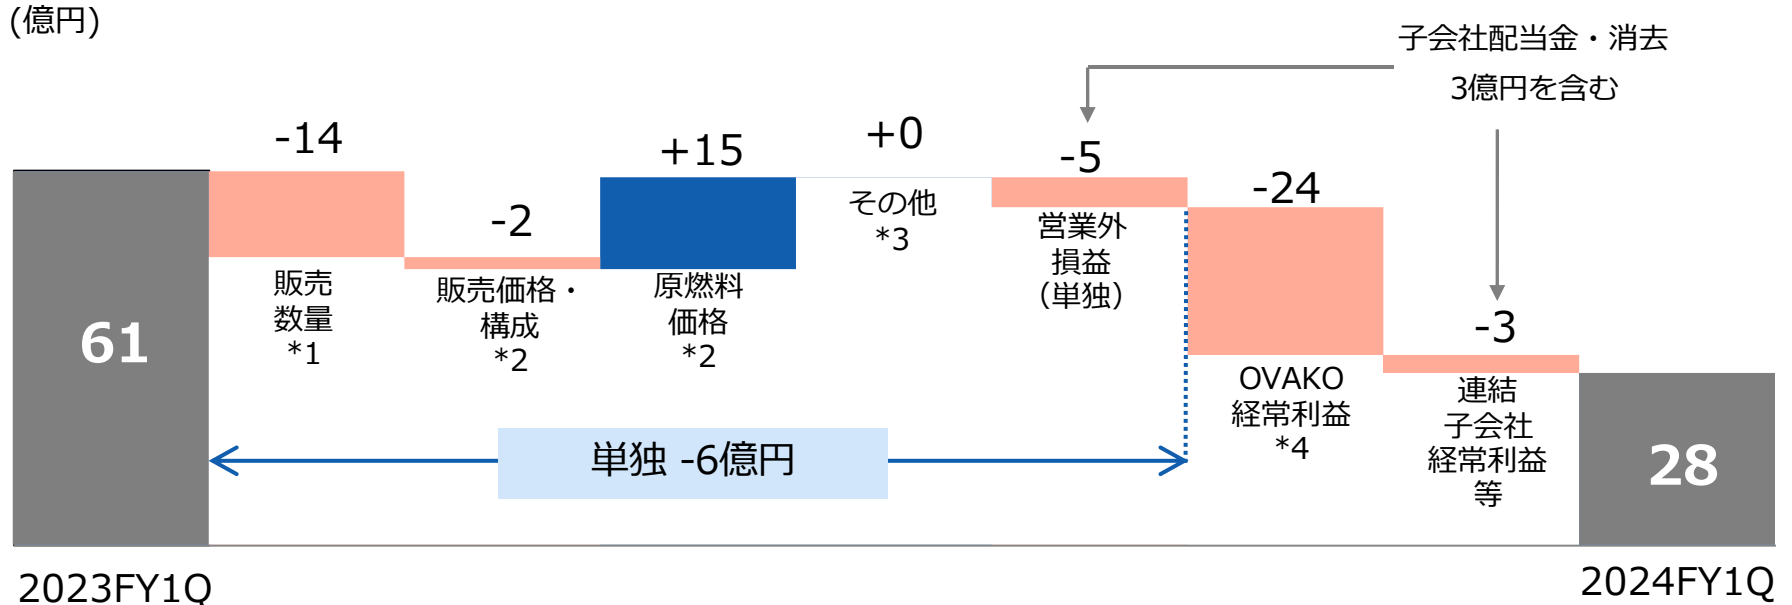 (億円)
子会社配当金・消去
3億円を含む
-14
-2
+15
+0
-5
-24
-3
販売
数量
*1
販売価格・
構成
*2
原燃料
価格
*2
その他
*3
営業外
損益
（単独）
OVAKO
経常利益
*4
連結
子会社
経常利益
等
61
28
単独 -6億円
2023FY1Q
2024FY1Q